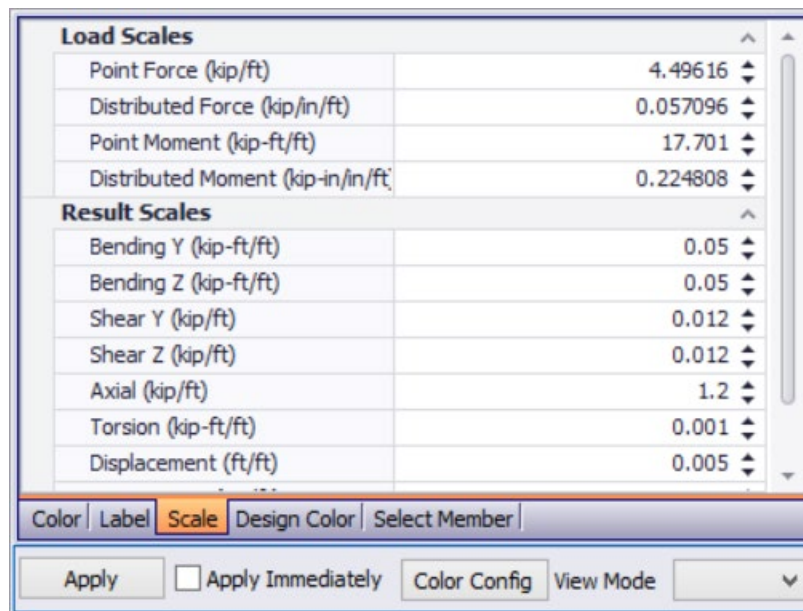 Load Scales
Point Force (kip/ft) 4.49616
Distributed Force (kip/in/ft) 0.057096
Point Moment (kip-ft/ft) 17.701
Distributed Moment (kip-in/in/ft) 0.224808
Result Scales
Bending Y (kip-ft/ft) 0.05
Bending Z (kip-ft/ft) 0.05
Shear Y (kip/ft) 0.012
Shear Z (kip/ft) 0.012
Axial (kip/ft) 1.2
Torsion (kip-ft/ft) 0.001
Displacement (ft/ft) 0.005
Color Label Scale Design Color Select Member
Apply Apply Immediately Color Config View Mode